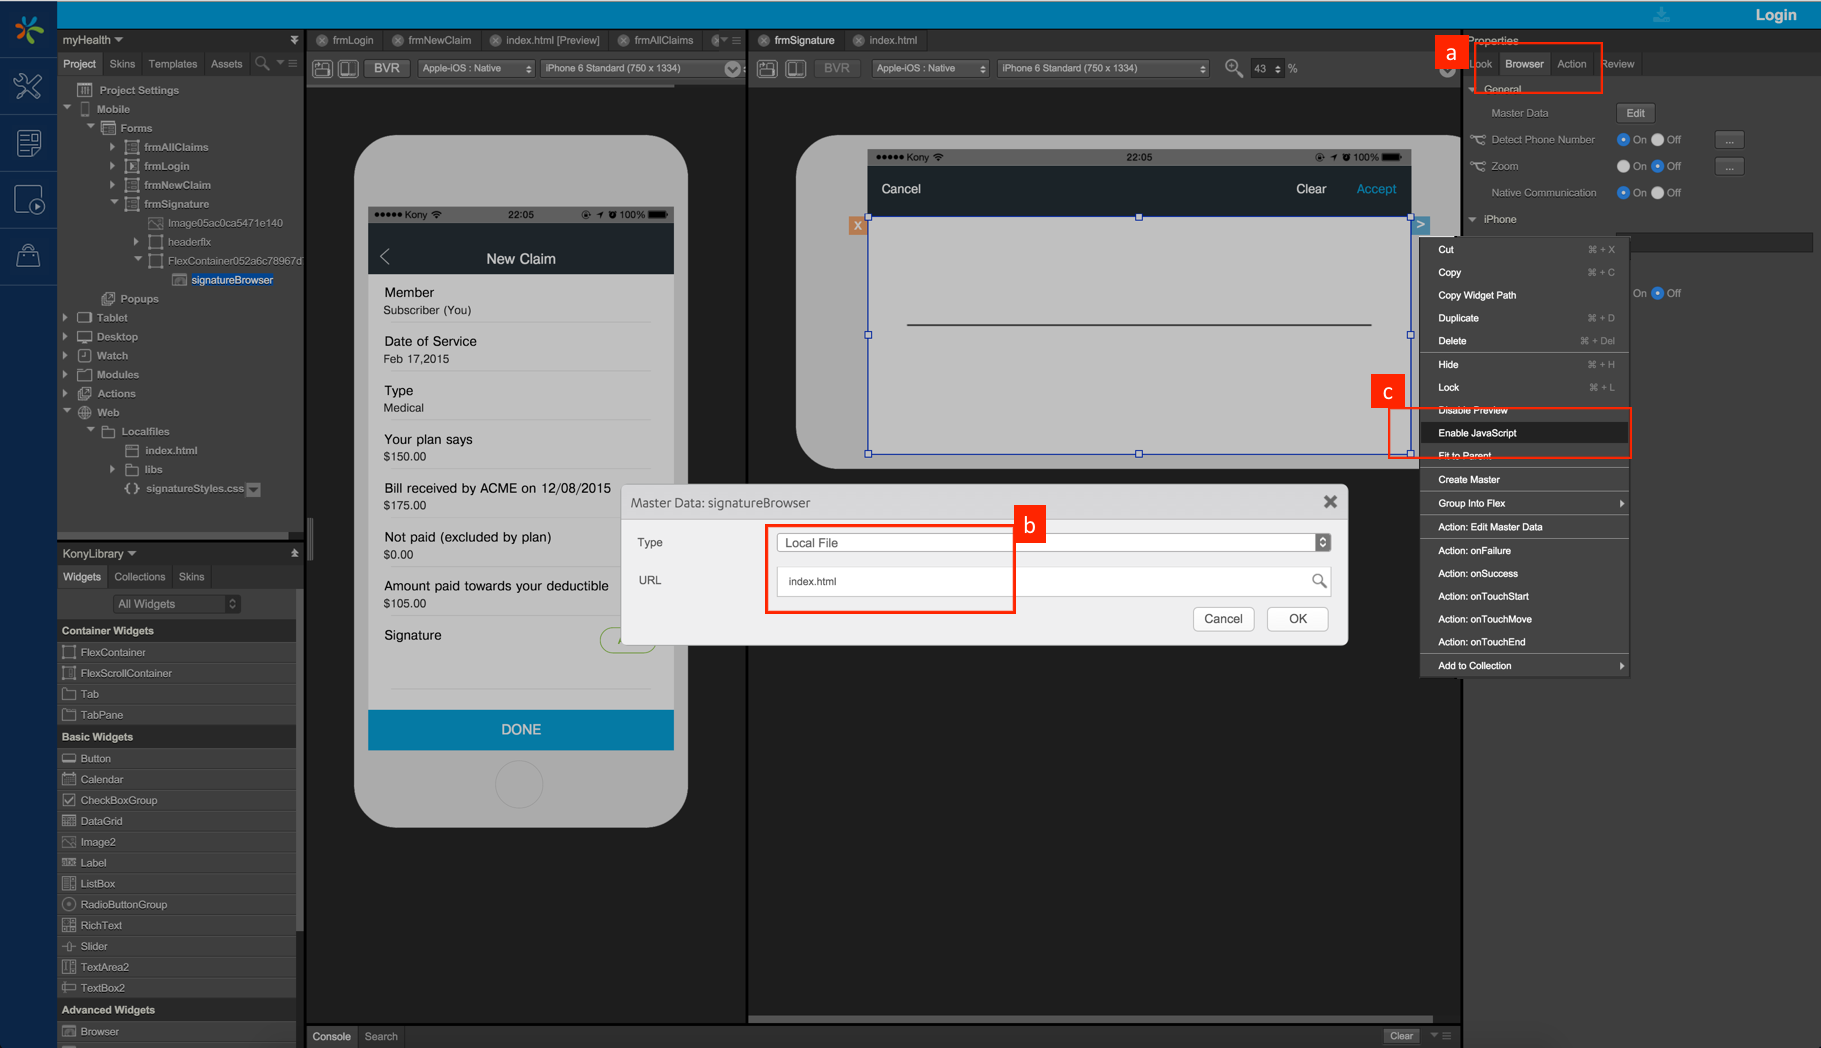 Login
myHealth
Project Skins Templates Assets
Project Settings
Mobile
Forms
frmAllClaims
frmLogin
frmNewClaim
frmSignature
Image05ac0ca5471e140
headerflx
FlexContainer052a6c78967d
signatureBrowser
Popups
Tablet
Desktop
Watch
Modules
Actions
Web
Localfiles
index.html
libs
signatureStyles.css
KonyLibrary
Widgets Collections Skins
All Widgets
Container Widgets
FlexContainer
FlexScrollContainer
Tab
TabPane
Basic Widgets
Button
Calendar
CheckBoxGroup
DataGrid
Image2
Label
ListBox
RadioButtonGroup
RichText
Slider
TextArea2
TextBox2
Advanced Widgets
Browser
frmLogin frmNewClaim index.html [Preview] frmAllClaims
BVR Apple-iOS : Native iPhone 6 Standard (750 x 1334)
Kony 22:05 100%
New Claim
Member
Subscriber (You)
Date of Service
Feb 17,2015
Type
Medical
Your plan says
$150.00
Bill received by ACME on 12/08/2015
$175.00
Not paid (excluded by plan)
$0.00
Amount paid towards your deductible
$105.00
Signature
DONE
frmSignature index.html
BVR Apple-iOS : Native iPhone 6 Standard (750 x 1334) 43 %
Kony 22:05 100%
Cancel Clear Accept
X >
Master Data: signatureBrowser
Type Local File
URL index.html
Cancel OK
b
a
c
Properties
Look Browser Action Review
General
Master Data Edit
Detect Phone Number On Off ...
Zoom On Off ...
Native Communication On Off
iPhone
On Off
Cut ⌘ + X
Copy ⌘ + C
Copy Widget Path
Duplicate ⌘ + D
Delete ⌘ + Del
Hide ⌘ + H
Lock ⌘ + L
Disable Preview
Enable JavaScript
Fit to Parent
Create Master
Group Into Flex
Action: Edit Master Data
Action: onFailure
Action: onSuccess
Action: onTouchStart
Action: onTouchMove
Action: onTouchEnd
Add to Collection
Console Search Clear